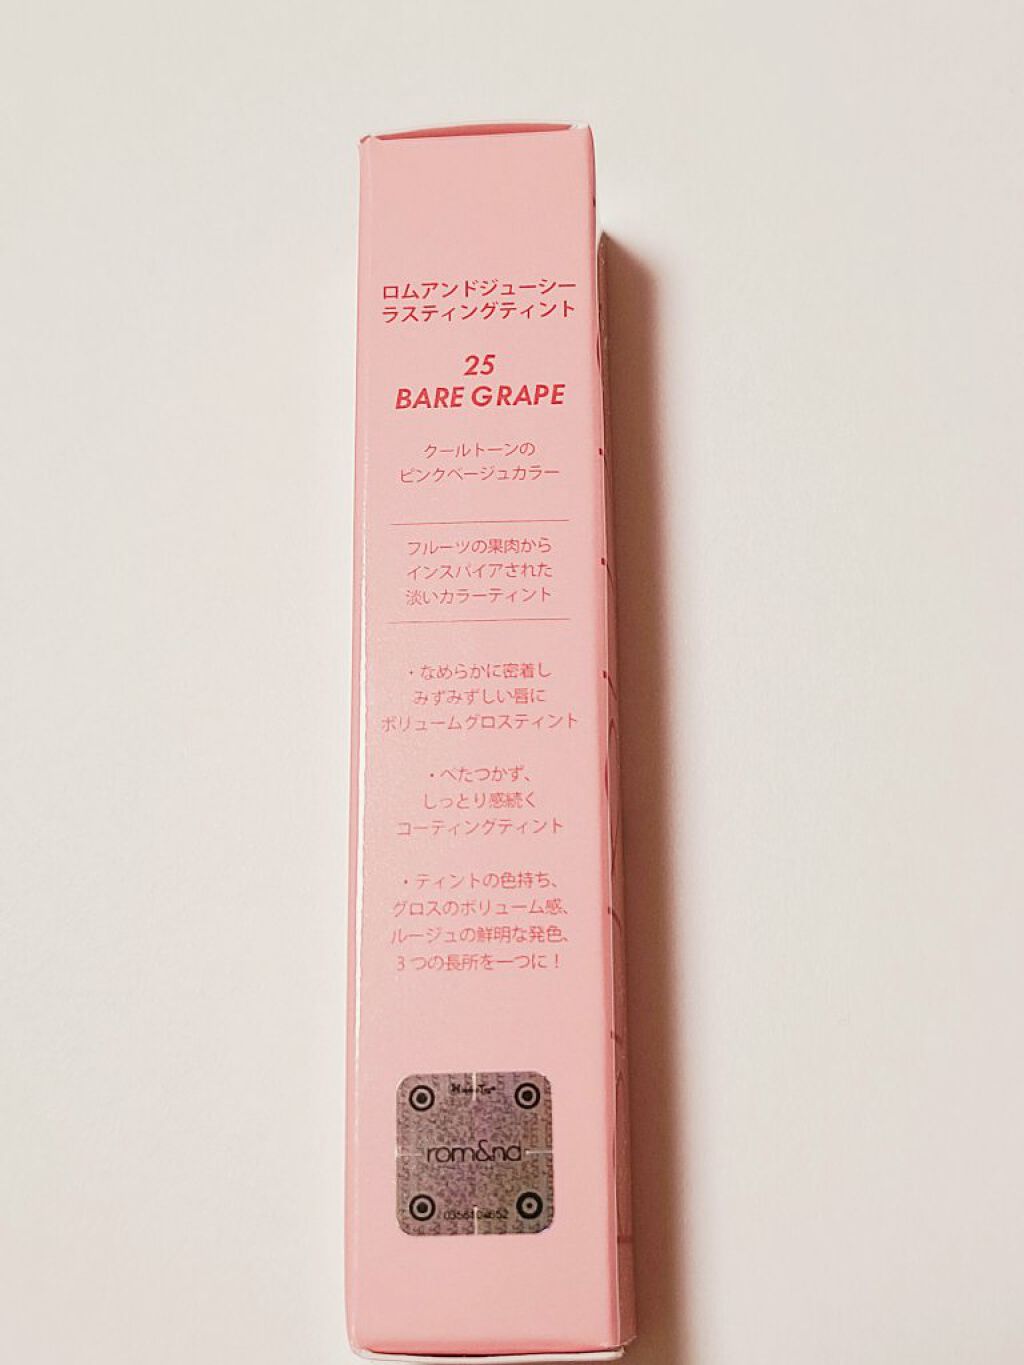 ロムアンドジューシー
ラスティングティント
25
BARE GRAPE
クールトーンの
ピンクベージュカラー
フルーツの果肉から
インスパイアされた
淡いカラーティント
・なめらかに密着し
みずみずしい唇に
ボリュームグロスティント
・べたつかず、
しっとり感続く
コーティングティント
・ティントの色持ち、
グロスのボリューム感、
ルージュの鮮明な発色、
3つの長所を一つに!
rom&nd